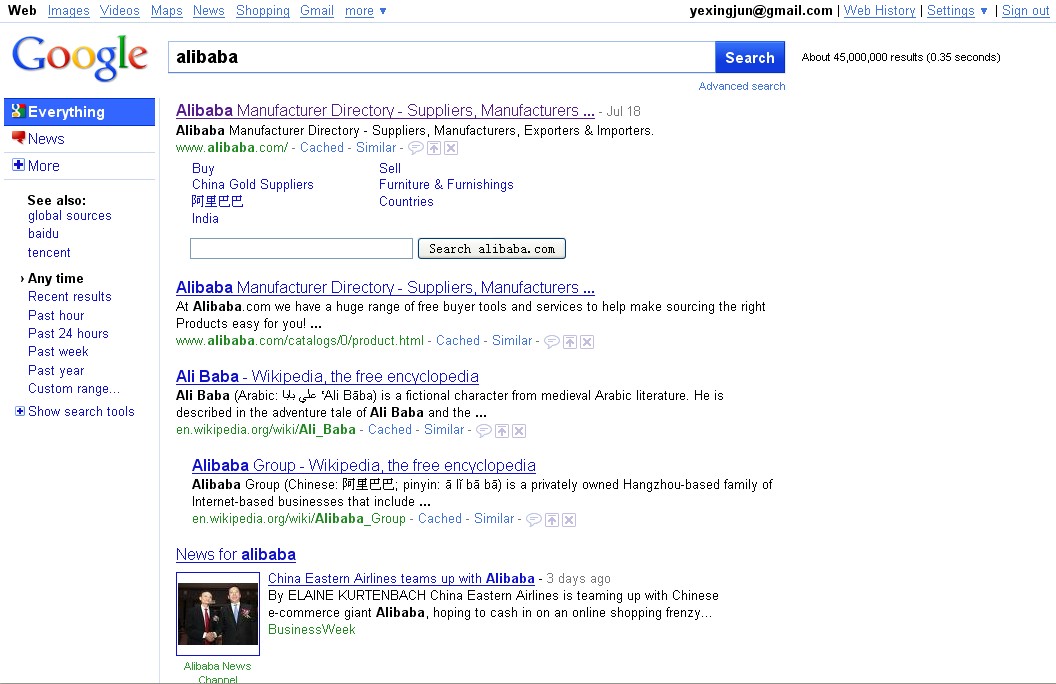 Web Images Videos Maps News Shopping Gmail more ▼
yexingjun@gmail.com | Web History | Settings ▼ | Sign out
Google
alibaba
Search
About 45,000,000 results (0.35 seconds)
Advanced search
Everything
News
More
See also:
global sources
baidu
tencent
› Any time
Recent results
Past hour
Past 24 hours
Past week
Past year
Custom range...
Show search tools
Alibaba Manufacturer Directory - Suppliers, Manufacturers ... - Jul 18
Alibaba Manufacturer Directory - Suppliers, Manufacturers, Exporters & Importers.
www.alibaba.com/ - Cached - Similar -
Buy Sell
China Gold Suppliers Furniture & Furnishings
阿里巴巴 Countries
India
Search alibaba.com
Alibaba Manufacturer Directory - Suppliers, Manufacturers ...
At Alibaba.com we have a huge range of free buyer tools and services to help make sourcing the right
Products easy for you! ...
www.alibaba.com/catalogs/0/product.html - Cached - Similar -
Ali Baba - Wikipedia, the free encyclopedia
Ali Baba (Arabic: علي بابا ʿAli Bāba) is a fictional character from medieval Arabic literature. He is
described in the adventure tale of Ali Baba and the ...
en.wikipedia.org/wiki/Ali_Baba - Cached - Similar -
Alibaba Group - Wikipedia, the free encyclopedia
Alibaba Group (Chinese: 阿里巴巴; pinyin: ā lǐ bā bā) is a privately owned Hangzhou-based family of
Internet-based businesses that include ...
en.wikipedia.org/wiki/Alibaba_Group - Cached - Similar -
News for alibaba
China Eastern Airlines teams up with Alibaba - 3 days ago
By ELAINE KURTENBACH China Eastern Airlines is teaming up with Chinese
e-commerce giant Alibaba, hoping to cash in on an online shopping frenzy...
BusinessWeek
Alibaba News
Channel